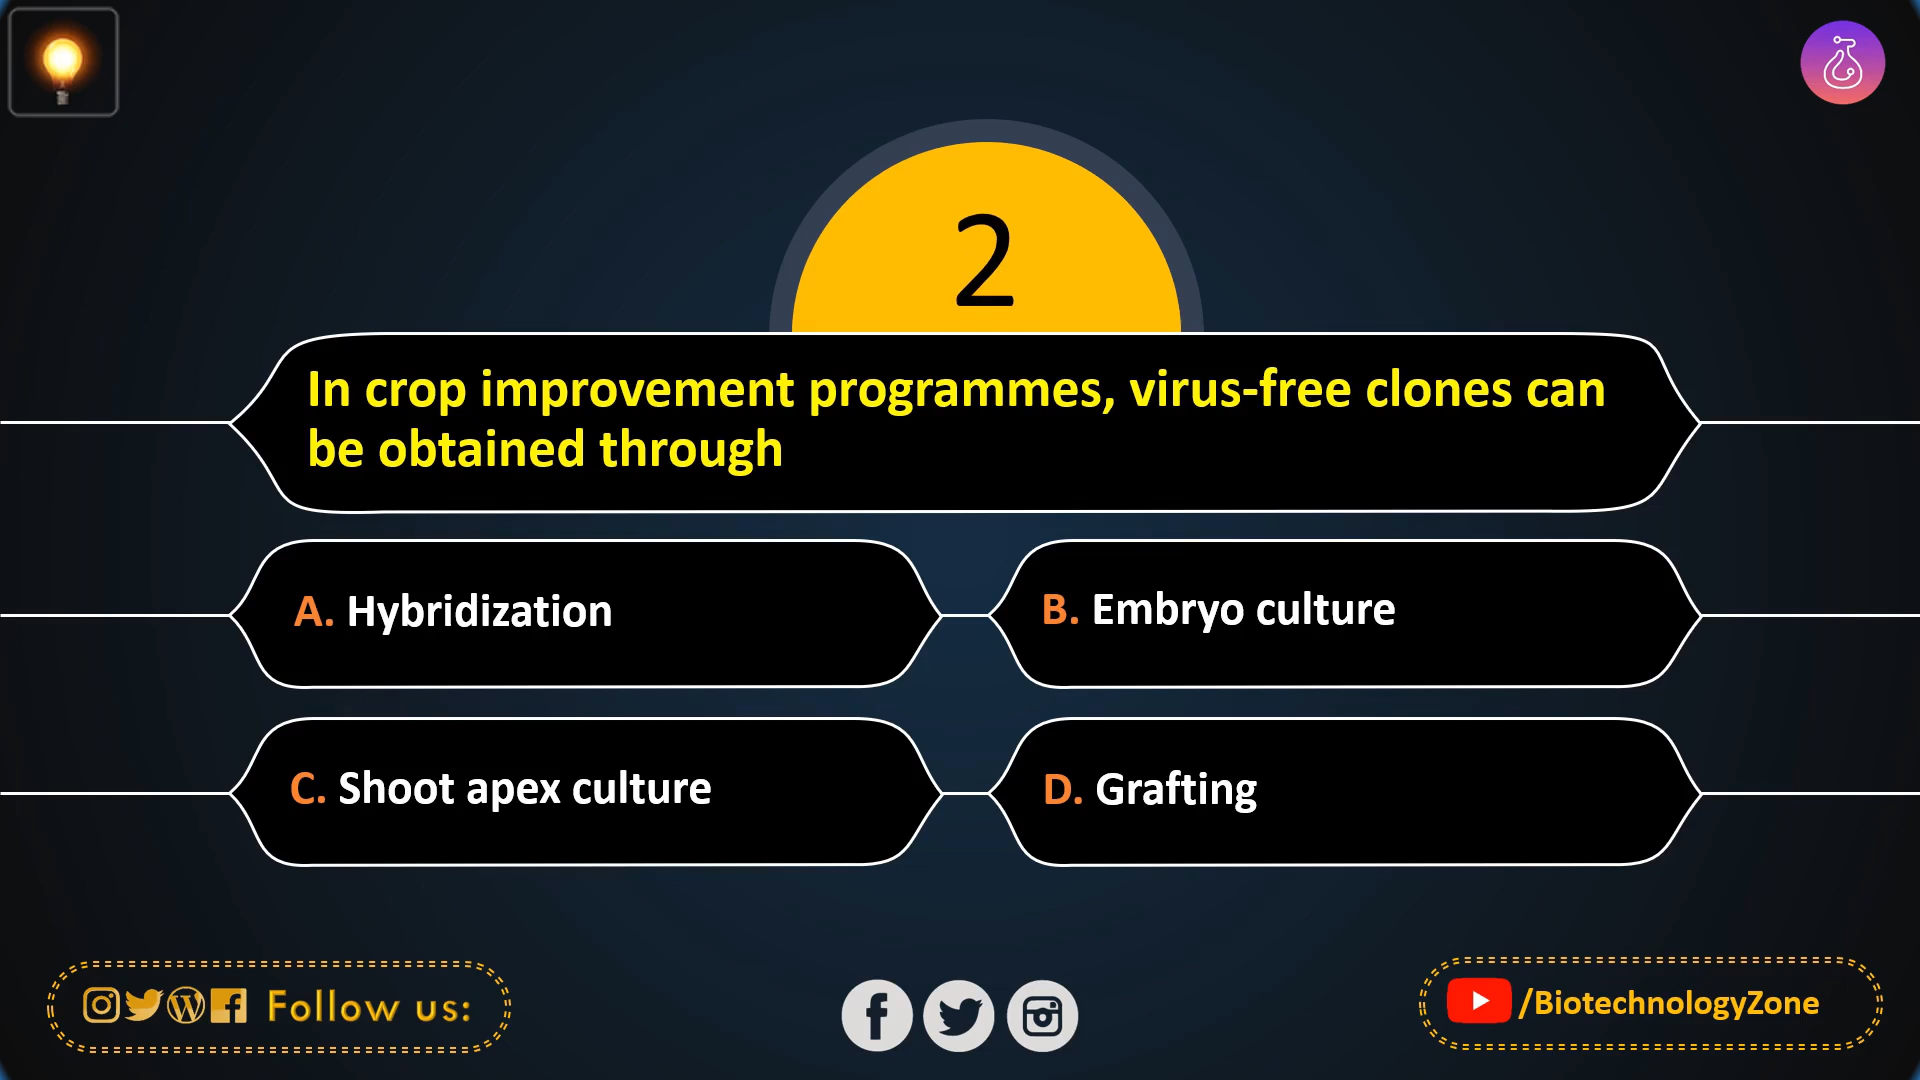 2
In crop improvement programmes, virus-free clones can
be obtained through
A. Hybridization
B. Embryo culture
C. Shoot apex culture
D. Grafting
Follow us:
/BiotechnologyZone